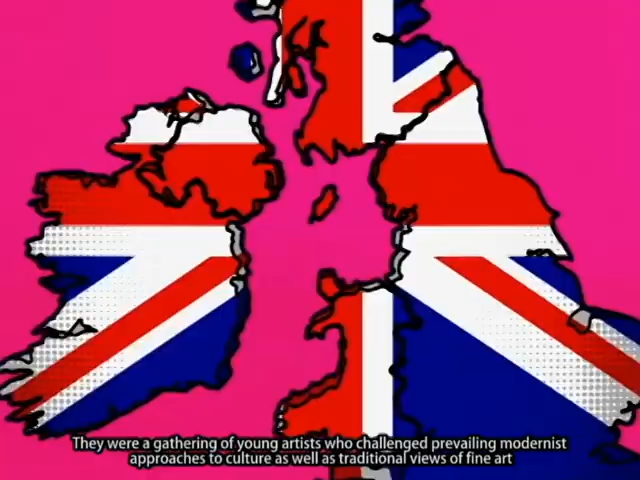 They were a gathering of young artists who challenged prevailing modernist
approaches to culture as well as traditional views of fine art